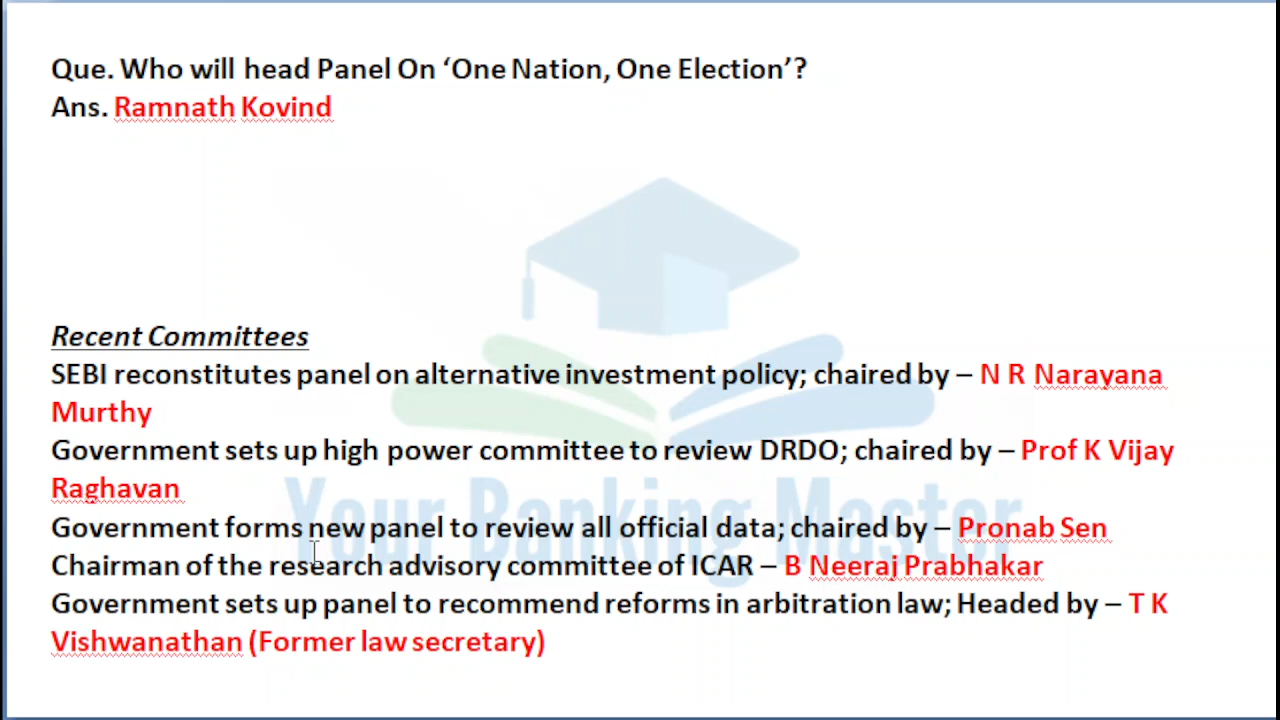 Que. Who will head Panel On ‘One Nation, One Election’?
Ans. Ramnath Kovind
Recent Committees
SEBI reconstitutes panel on alternative investment policy; chaired by – N R Narayana
Murthy
Government sets up high power committee to review DRDO; chaired by – Prof K Vijay
Raghavan
Government forms new panel to review all official data; chaired by – Pronab Sen
Chairman of the research advisory committee of ICAR – B Neeraj Prabhakar
Government sets up panel to recommend reforms in arbitration law; Headed by – T K
Vishwanathan (Former law secretary)
Your Banking Master